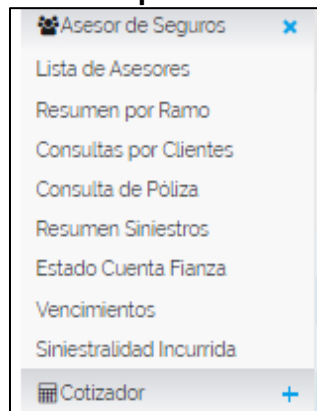 Asesor de Seguros
Lista de Asesores
Resumen por Ramo
Consultas por Clientes
Consulta de Póliza
Resumen Siniestros
Estado Cuenta Fianza
Vencimientos
Siniestralidad Incurrida
Cotizador